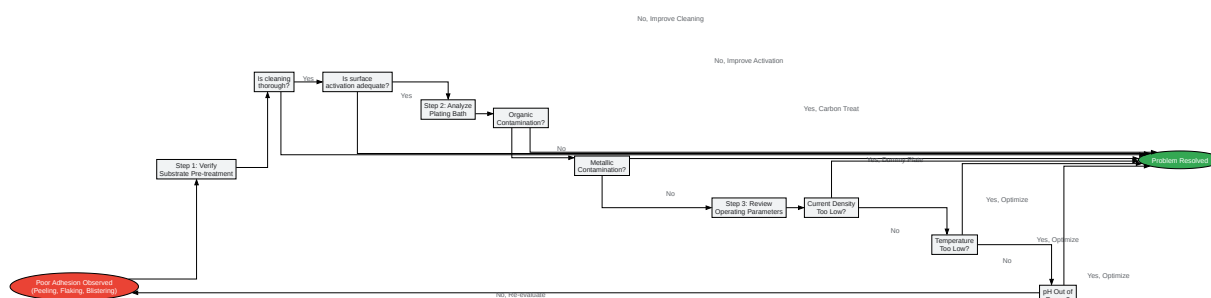 No, Improve Cleaning
No, Improve Activation
Is cleaning
thorough?
Yes
Is surface
activation adequate?
Yes
Step 2: Analyze
Plating Bath
Organic
Contamination?
Yes, Carbon Treat
No
Metallic
Contamination?
Problem Resolved
Step 1: Verify
Substrate Pre-treatment
No
Step 3: Review
Operating Parameters
Current Density
Too Low?
Yes, Optimize
No
Temperature
Too Low?
Yes, Optimize
No
Yes, Optimize
Poor Adhesion Observed
(Peeling, Flaking, Blistering)
No, Re-evaluate
pH Out of